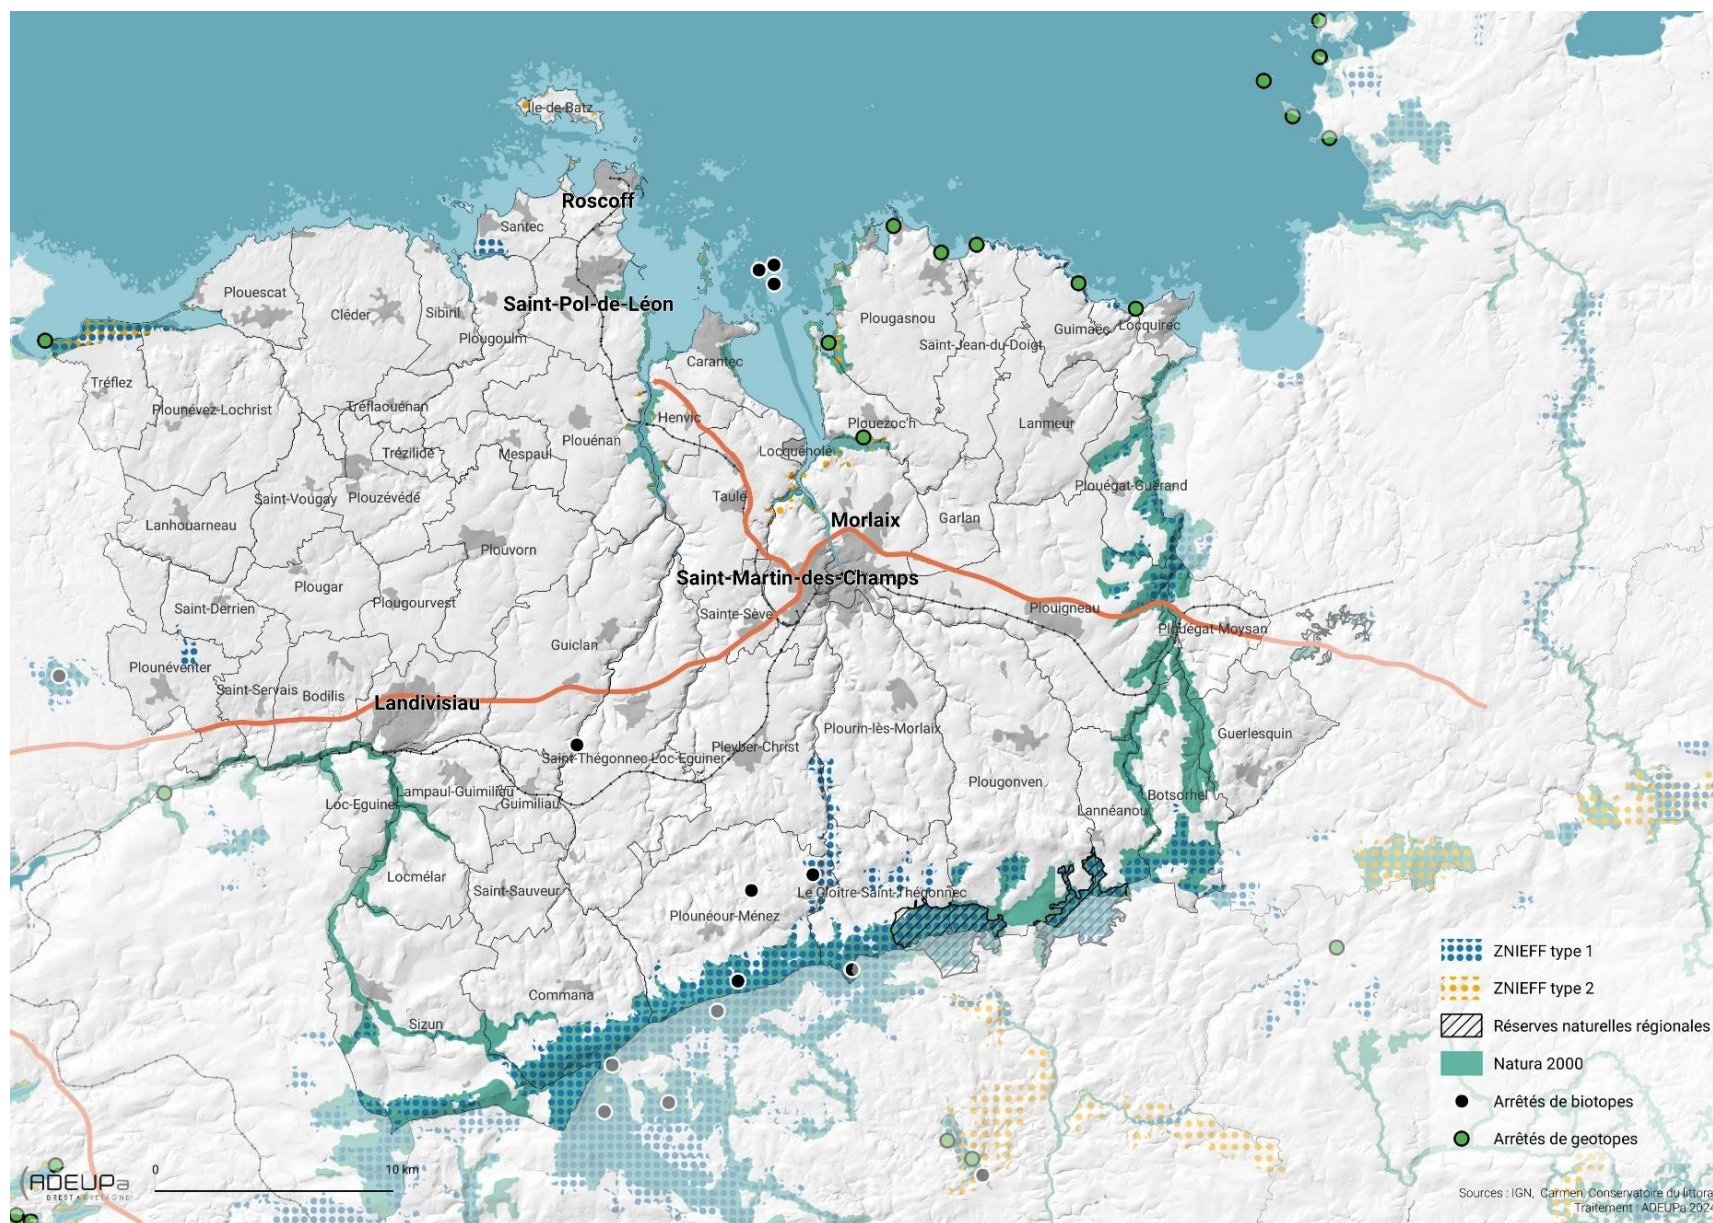 Ile-de-Batz
Roscoff
Santec
Saint-Pol-de-Léon
Plouescat
Cléder
Sibiril
Plougoulm
Plougasnou
Guimaëc
Locquirec
Saint-Jean-du-Doigt
Carantec
Tréflez
Plounévez-Lochrist
Tréflaouénan
Henvic
Plouénan
Plouezoc'h
Lanmeur
Trézilidé
Mespaul
Locquénolé
Plouégat-Guérand
Saint-Vougay
Plouzévédé
Taulé
Lanhouarneau
Morlaix
Garlan
Plouvorn
Saint-Martin-des-Champs
Plougar
Plougourvest
Saint-Derrien
Sainte-Sève
Plouigneau
Plouégat-Moysan
Guiclan
Plounéventer
Saint-Servais
Bodilis
Landivisiau
Plourin-lès-Morlaix
Guerlesquin
Pleyber-Christ
Saint-Thégonnec Loc-Eguiner
Plougonven
Lampaul-Guimiliau
Guimiliau
Loc-Eguiner
Botsorhel
Lannéanou
Locmélar
Saint-Sauveur
Le Cloître-Saint-Thégonnec
Plounéour-Ménez
Commana
Sizun
ZNIEFF type 1
ZNIEFF type 2
Réserves naturelles régionales
Natura 2000
Arrêtés de biotopes
Arrêtés de geotopes
0 10 km
ADEUPa
BREST • BRETAGNE
Sources : IGN, Carmen, Conservatoire du littora
Traitement : ADEUPa 2024